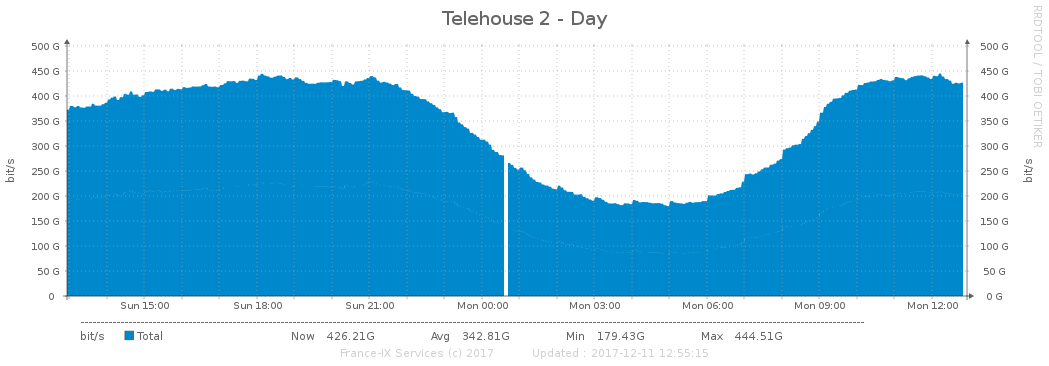 Telehouse 2 - Day
RRDTOOL / TOBI OETIKER
500 G 500 G
450 G 450 G
400 G 400 G
350 G 350 G
300 G 300 G
250 G 250 G
200 G 200 G
150 G 150 G
100 G 100 G
50 G 50 G
0 0 G
bit/s
bit/s
Sun 15:00 Sun 18:00 Sun 21:00 Mon 00:00 Mon 03:00 Mon 06:00 Mon 09:00 Mon 12:00
bit/s Total Now 426.21G Avg 342.81G Min 179.43G Max 444.51G
France-IX Services (c) 2017 Updated : 2017-12-11 12:55:15